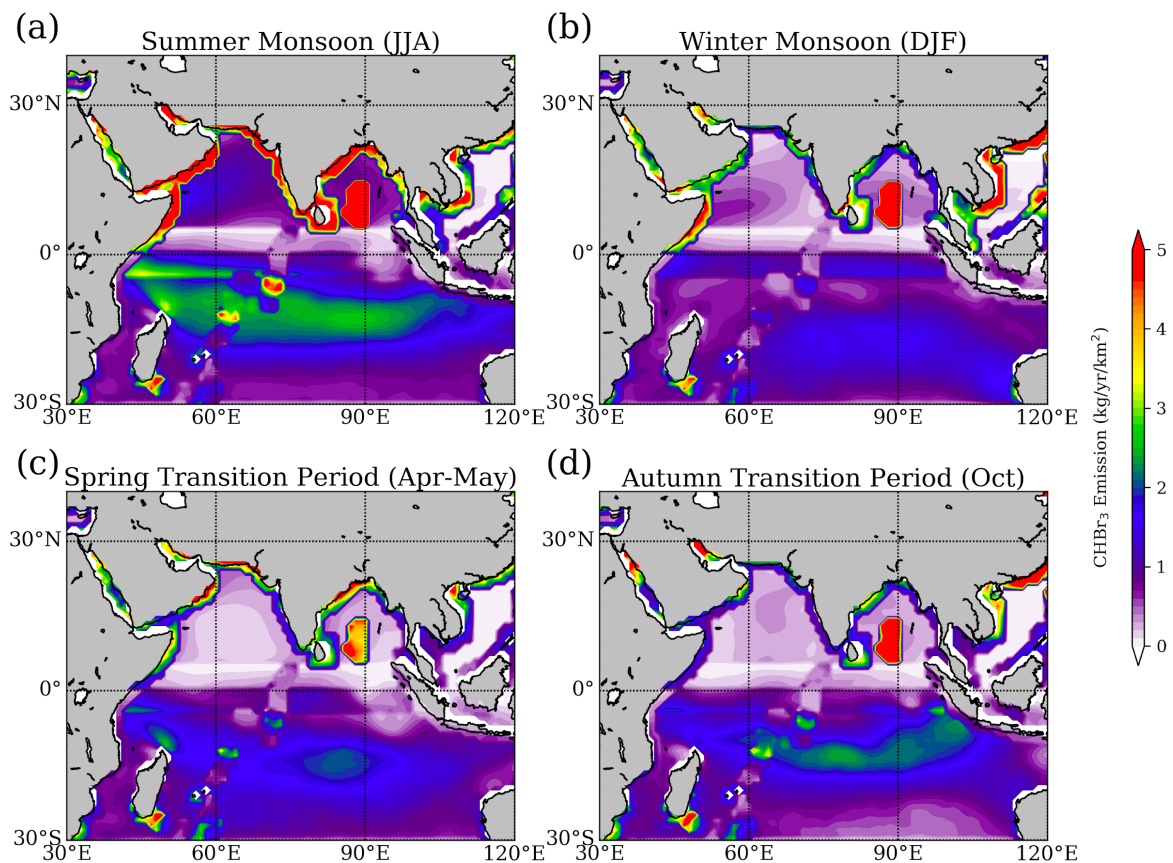 (a)
Summer Monsoon (JJA)
(b)
Winter Monsoon (DJF)
30°N
0°
30°S
30°E
60°E
90°E
120°E
30°N
0°
30°S
30°E
60°E
90°E
120°E
(c)
Spring Transition Period (Apr-May)
(d)
Autumn Transition Period (Oct)
30°N
0°
30°S
30°E
60°E
90°E
120°E
30°N
0°
30°S
30°E
60°E
90°E
120°E
CHBr₃ Emission (kg/yr/km²)
5
4
3
2
1
0